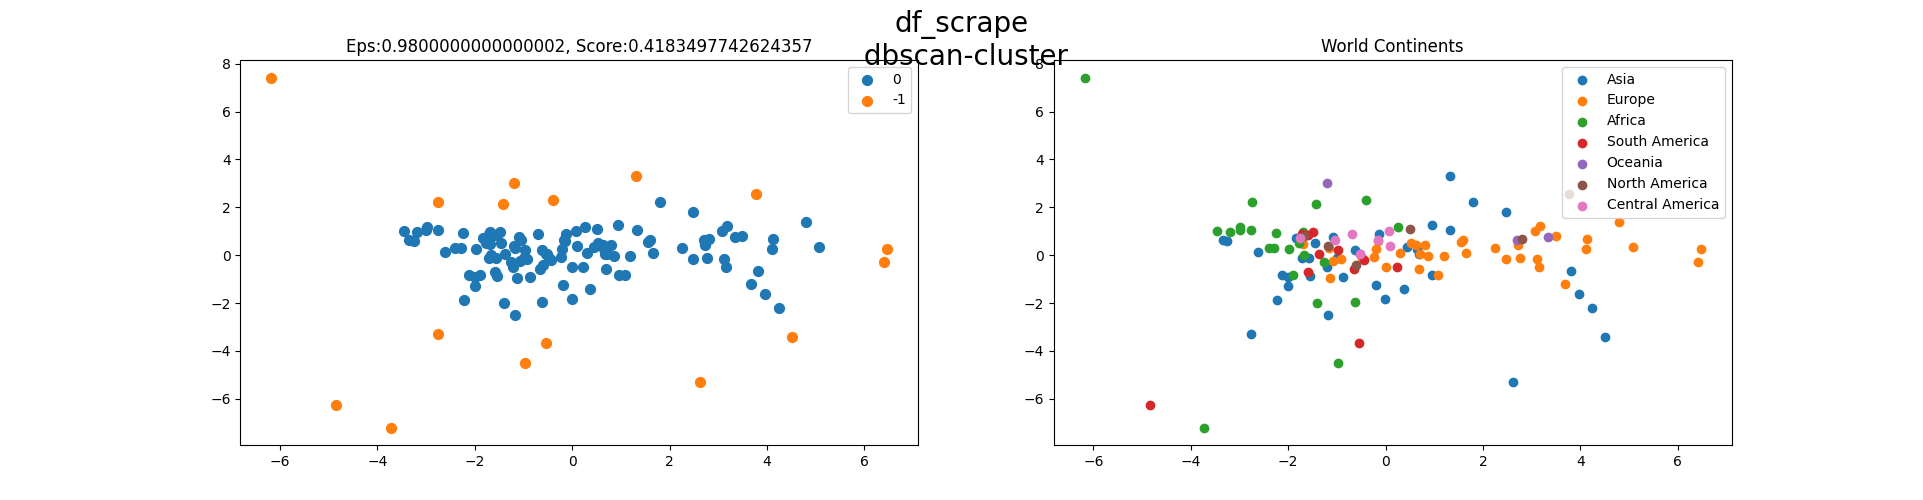 df_scrape
dbscan-cluster
Eps:0.9800000000000002, Score:0.4183497742624357
0
-1
8
6
4
2
0
−2
−4
−6
−6
−4
−2
0
2
4
6
World Continents
Asia
Europe
Africa
South America
Oceania
North America
Central America
8
6
4
2
0
−2
−4
−6
−6
−4
−2
0
2
4
6